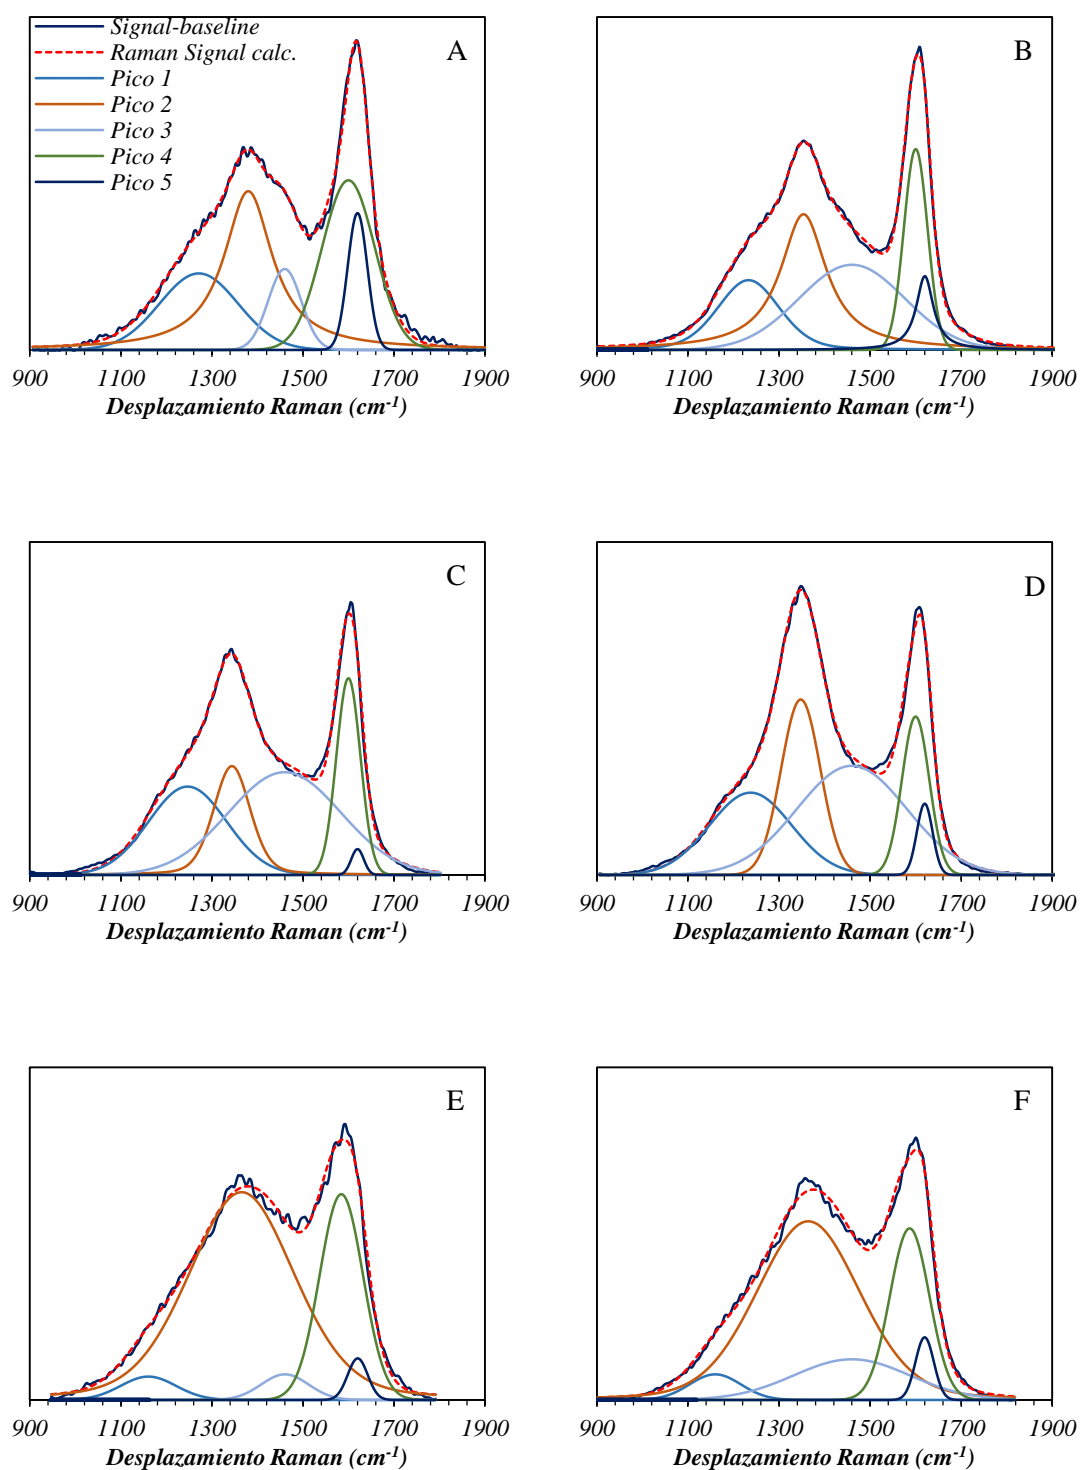 Signal-baseline
Raman Signal calc.
Pico 1
Pico 2
Pico 3
Pico 4
Pico 5
A
900 1100 1300 1500 1700 1900
Desplazamiento Raman (cm-1)
B
900 1100 1300 1500 1700 1900
Desplazamiento Raman (cm-1)
C
900 1100 1300 1500 1700 1900
Desplazamiento Raman (cm-1)
D
900 1100 1300 1500 1700 1900
Desplazamiento Raman (cm-1)
E
900 1100 1300 1500 1700 1900
Desplazamiento Raman (cm-1)
F
900 1100 1300 1500 1700 1900
Desplazamiento Raman (cm-1)